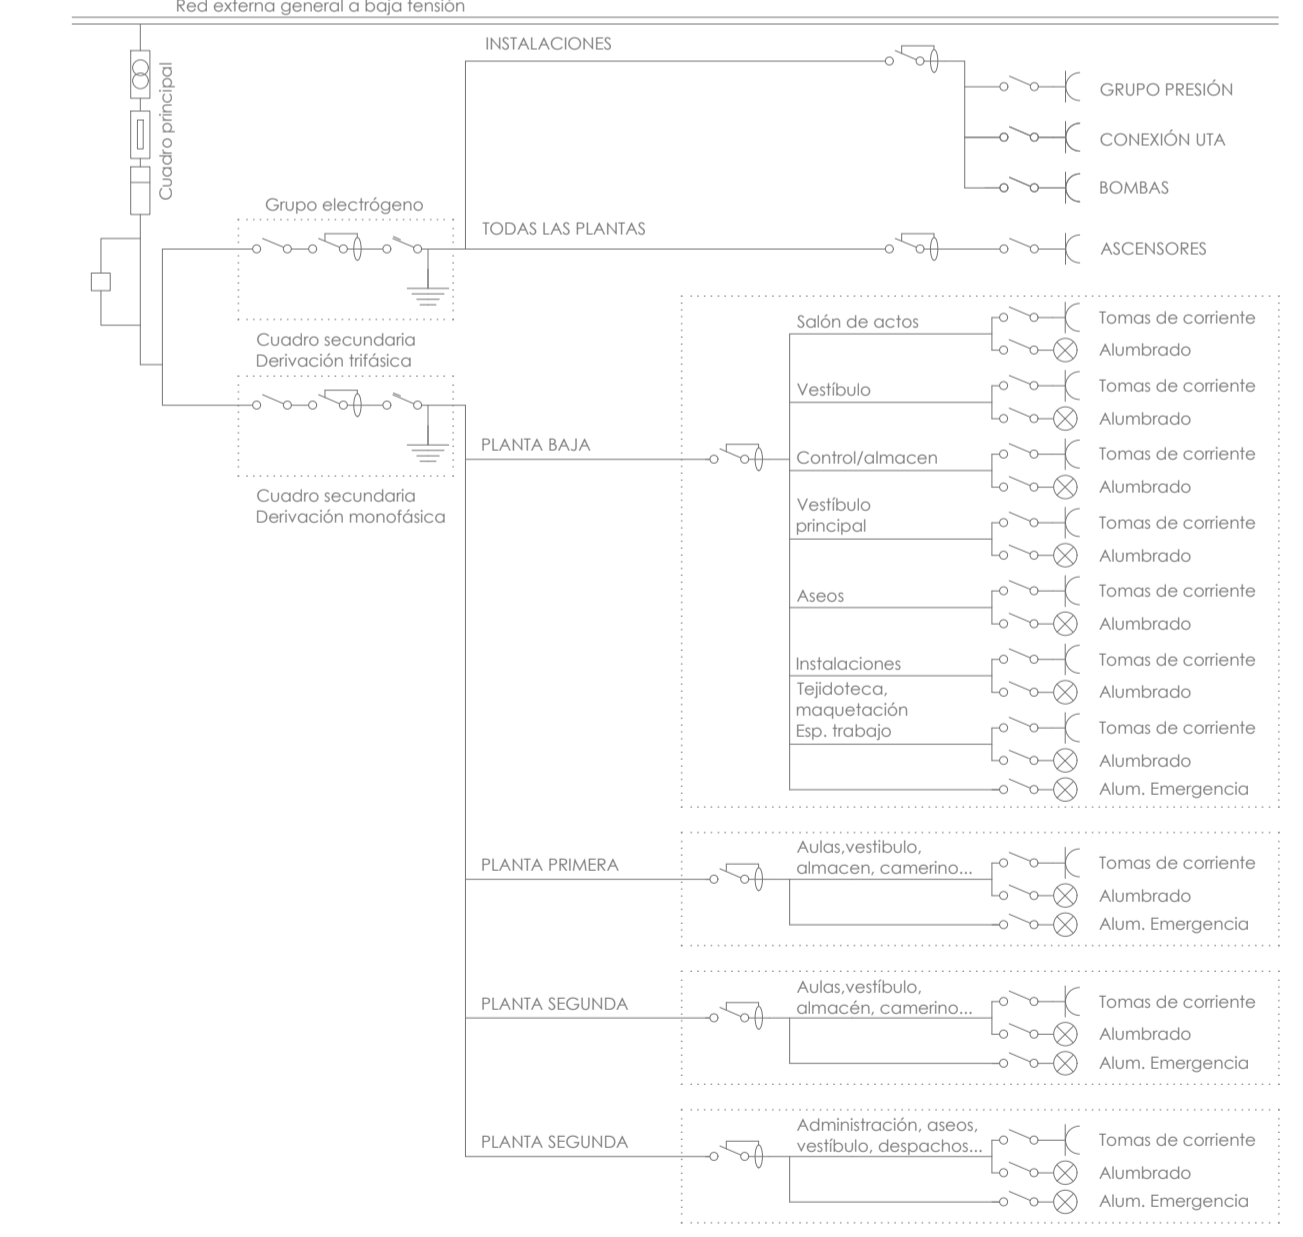 Red externa general a baja tensión
Cuadro principal
INSTALACIONES
GRUPO PRESIÓN
CONEXIÓN UTA
BOMBAS
Grupo electrógeno
TODAS LAS PLANTAS
ASCENSORES
Cuadro secundaria
Derivación trifásica
Cuadro secundaria
Derivación monofásica
PLANTA BAJA
Salón de actos
Tomas de corriente
Alumbrado
Vestíbulo
Tomas de corriente
Alumbrado
Control/almacen
Tomas de corriente
Alumbrado
Vestíbulo
principal
Tomas de corriente
Alumbrado
Aseos
Tomas de corriente
Alumbrado
Instalaciones
Tomas de corriente
Alumbrado
Tejidoteca,
maquetación
Esp. trabajo
Tomas de corriente
Alumbrado
Alum. Emergencia
PLANTA PRIMERA
Aulas,vestibulo,
almacen, camerino...
Tomas de corriente
Alumbrado
Alum. Emergencia
PLANTA SEGUNDA
Aulas,vestíbulo,
almacén, camerino...
Tomas de corriente
Alumbrado
Alum. Emergencia
PLANTA SEGUNDA
Administración, aseos,
vestíbulo, despachos...
Tomas de corriente
Alumbrado
Alum. Emergencia